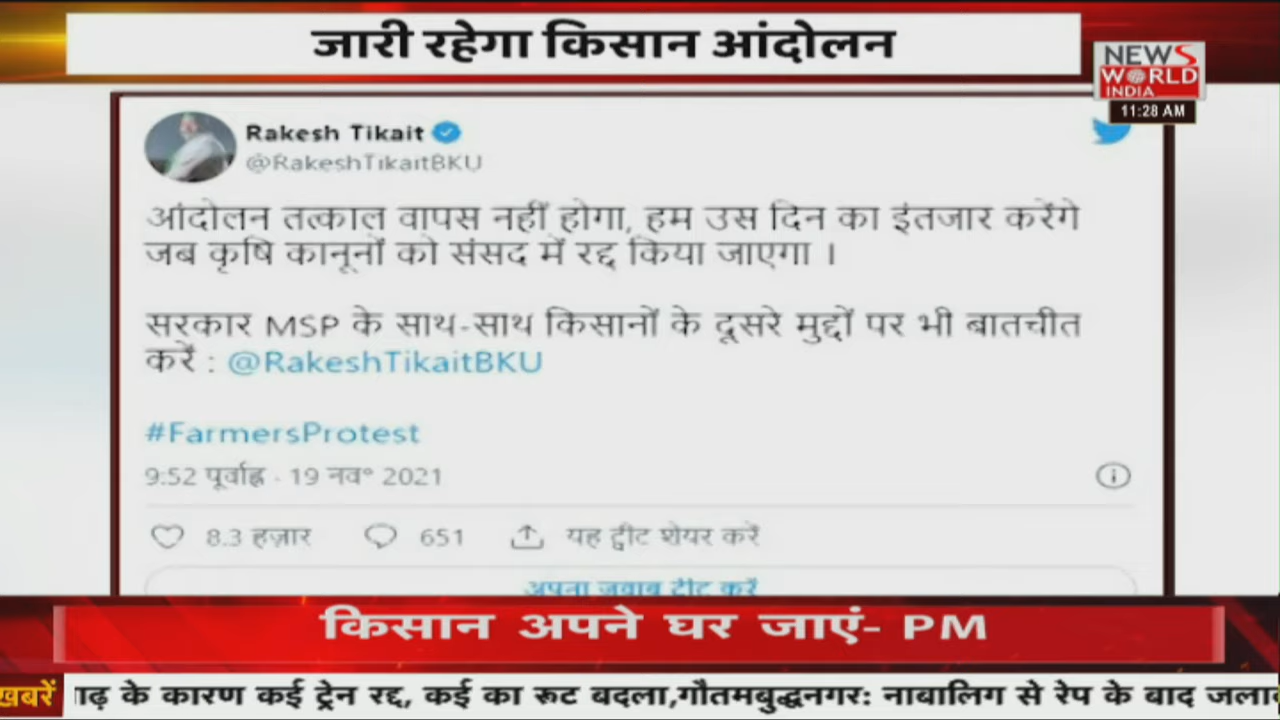 जारी रहेगा किसान आंदोलन
NEWS
WORLD
INDIA
11:28 AM
Rakesh Tikait
@RakeshTikaitBKU
आंदोलन तत्काल वापस नहीं होगा, हम उस दिन का इंतजार करेंगे
जब कृषि कानूनों को संसद में रद्द किया जाएगा ।
सरकार MSP के साथ-साथ किसानों के दूसरे मुद्दों पर भी बातचीत
करें : @RakeshTikaitBKU
#FarmersProtest
9:52 पूर्वाह्न · 19 नव॰ 2021
8.3 हज़ार 651 यह ट्वीट शेयर करें
अपना जवाब ट्वीट करें
किसान अपने घर जाएं- PM
खबरें के कारण कई ट्रेन रद्द, कई का रूट बदला,गौतमबुद्धनगर: नाबालिग से रेप के बाद